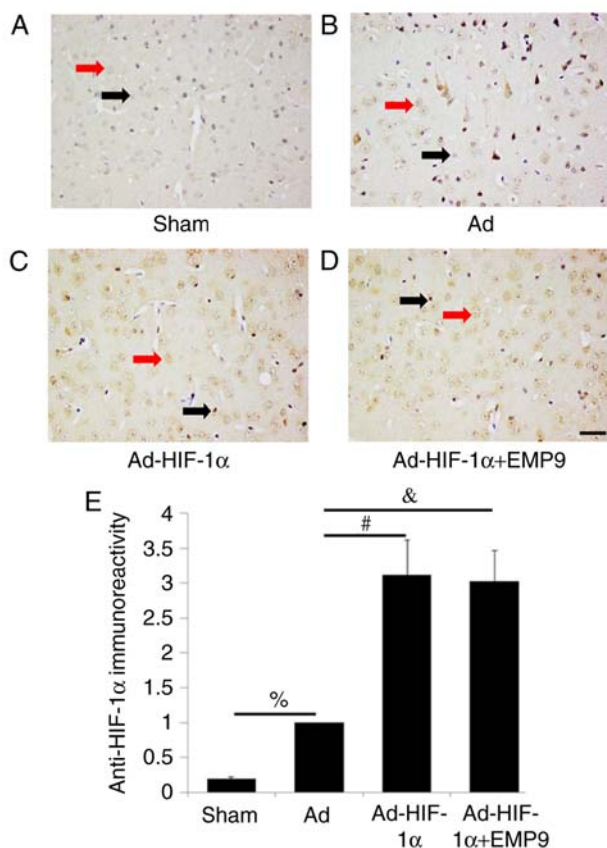 A
B
Sham
Ad
C
D
Ad-HIF-1α
Ad-HIF-1α+EMP9
E
Anti-HIF-1α immunoreactivity
4
3.5
3
2.5
2
1.5
1
0.5
0
%
#
&
Sham
Ad
Ad-HIF-
1α
Ad-HIF-
1α+EMP9